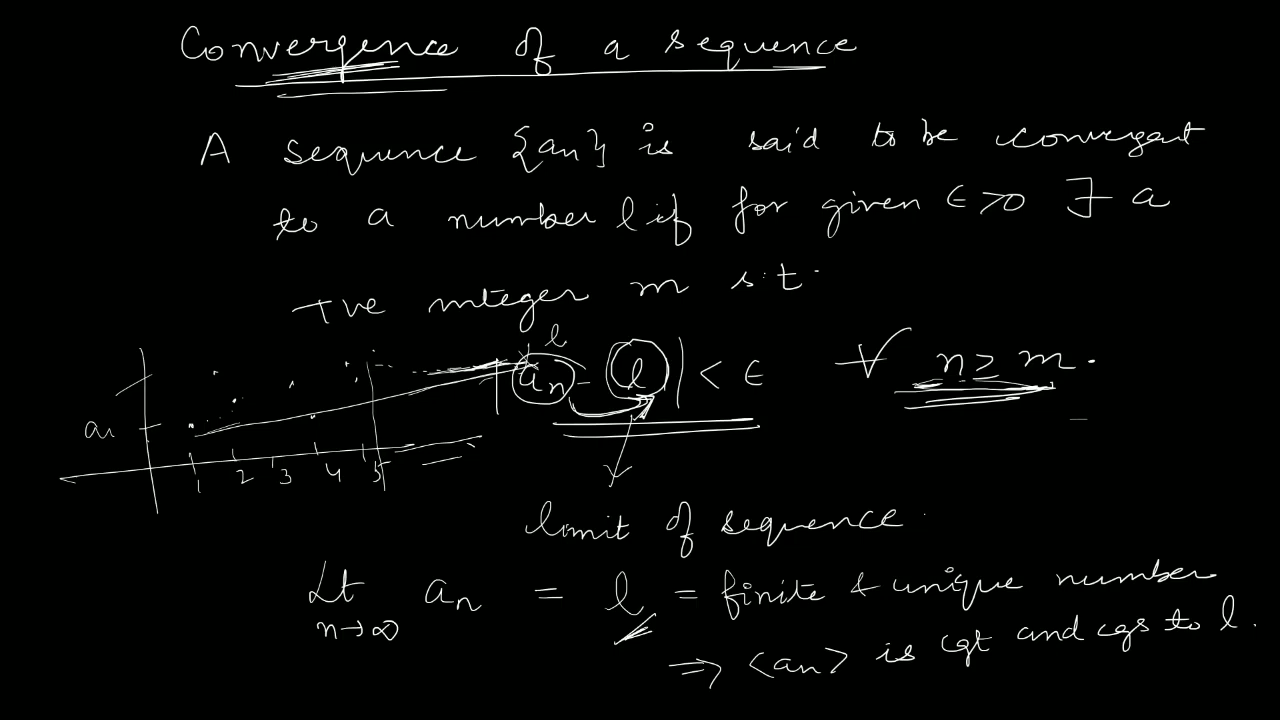 Convergence of a sequence
A sequence {an} is said to be convergent
to a number l if for given ϵ > 0 ∃ a
+ve integer m s.t.
l
|an - l| < ϵ ∀ n ≥ m.
a1
1 2 3 4 5
limit of sequence
Lt an = l = finite & unique number
n→∞
⇒ <an> is cgt and cgs to l.